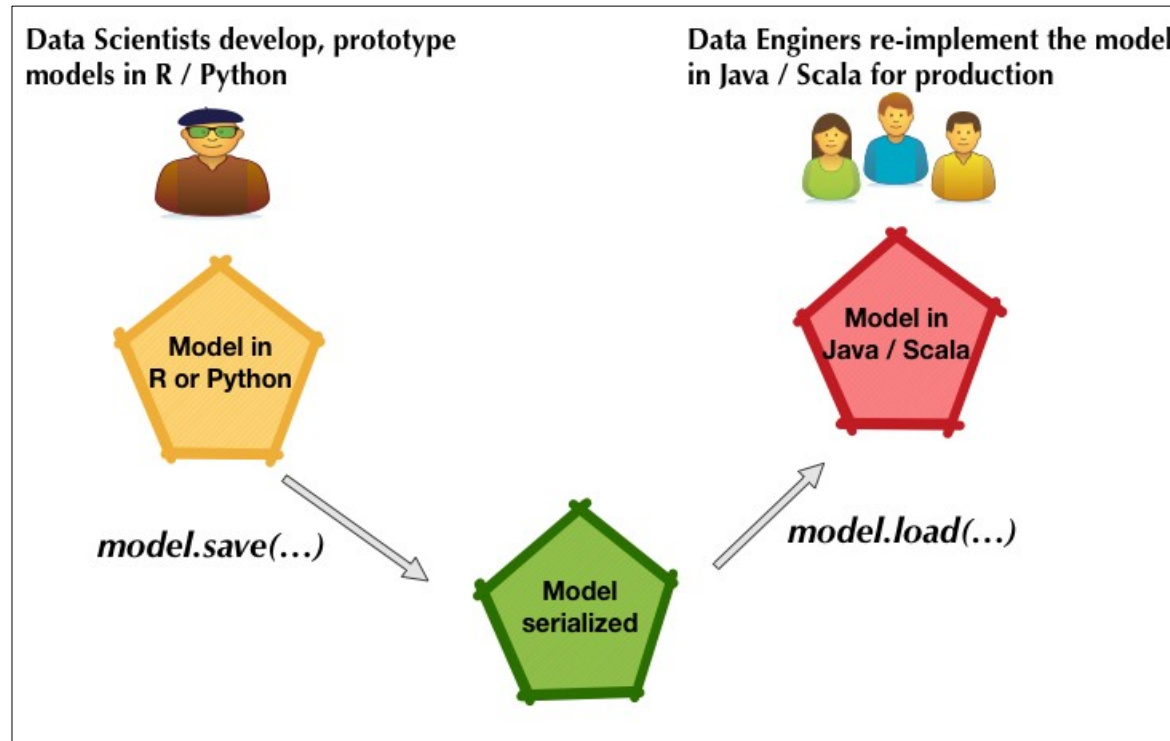 Data Scientists develop, prototype
models in R / Python
Data Enginers re-implement the model
in Java / Scala for production
Model in
R or Python
Model in
Java / Scala
model.save(…)
model.load(…)
Model
serialized